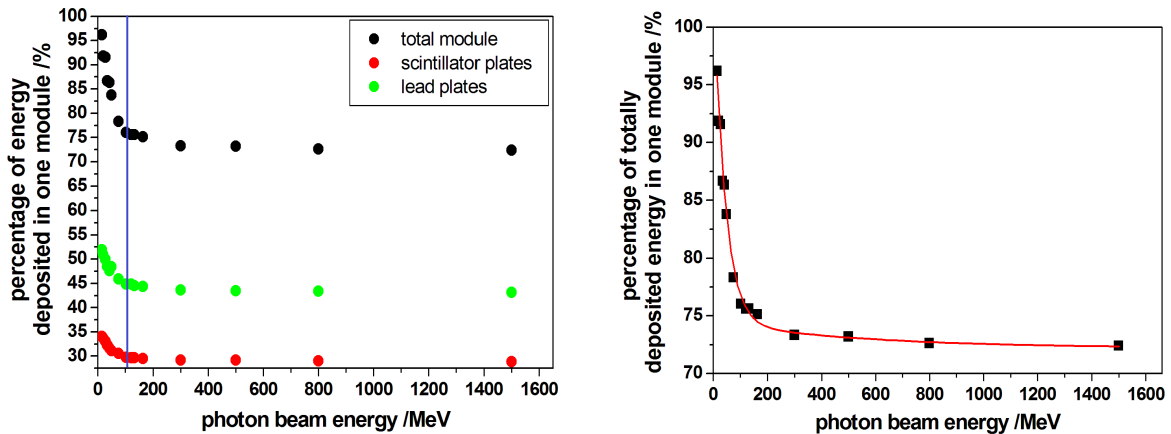 percentage of energy
deposited in one module /%
100
95
90
85
80
75
70
65
60
55
50
45
40
35
30
0 200 400 600 800 1000 1200 1400 1600
photon beam energy /MeV
total module
scintillator plates
lead plates
percentage of totally
deposited energy in one module /%
100
95
90
85
80
75
70
0 200 400 600 800 1000 1200 1400 1600
photon beam energy /MeV